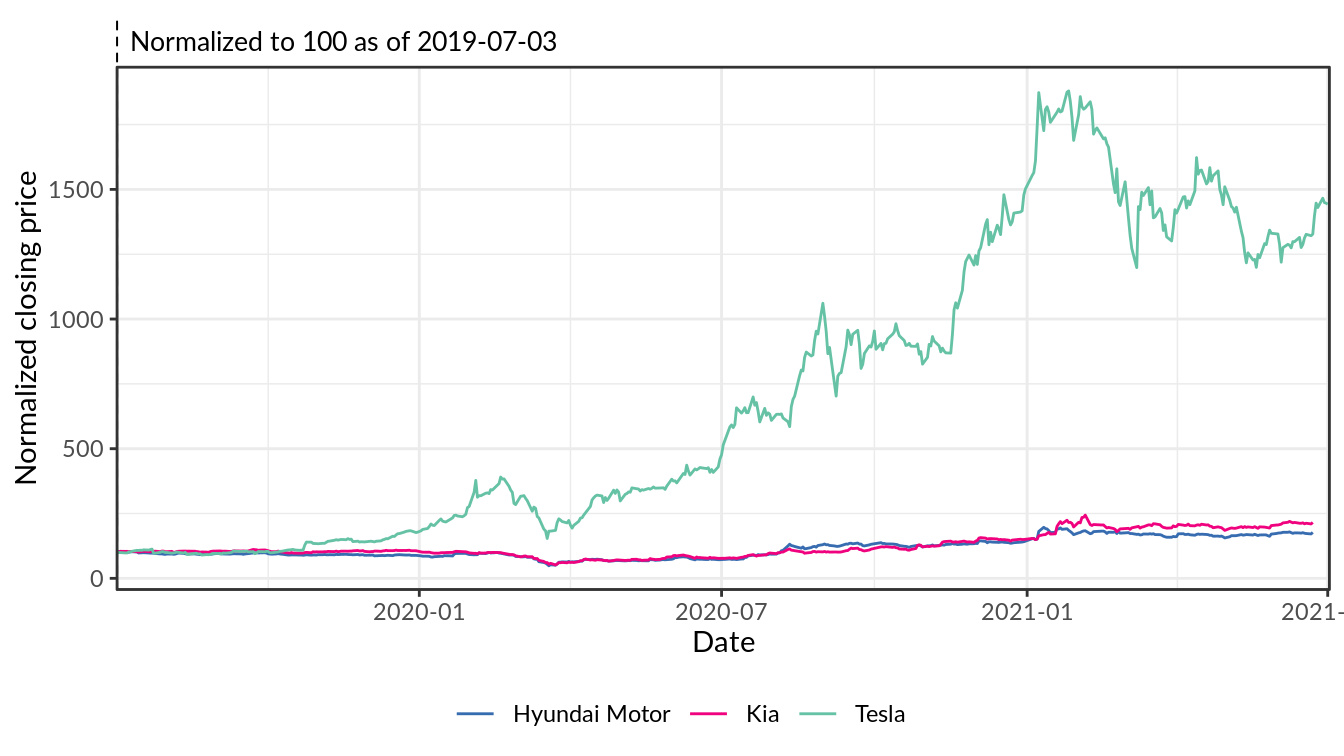 Normalized to 100 as of 2019-07-03
Normalized closing price
1500
1000
500
0
2020-01
2020-07
2021-01
2021-
Date
Hyundai Motor
Kia
Tesla